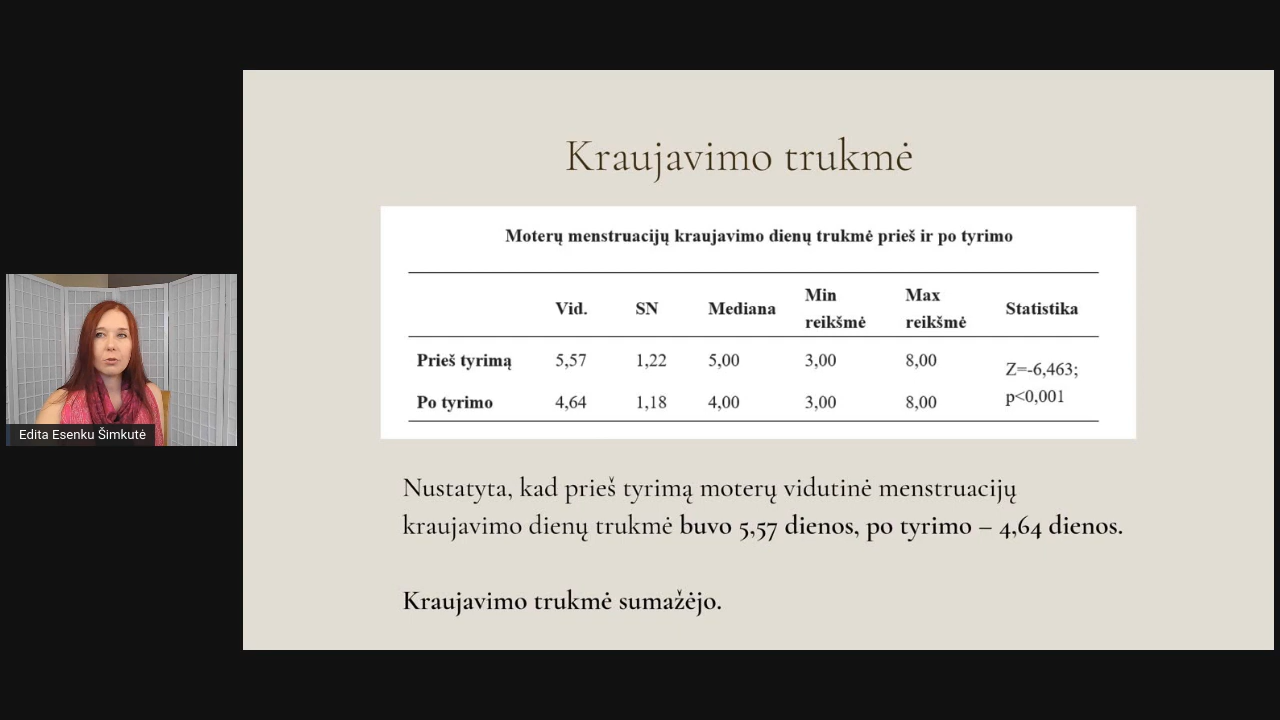 Kraujavimo trukmė
Moterų menstruacijų kraujavimo dienų trukmė prieš ir po tyrimo
Vid. SN Mediana Min reikšmė Max reikšmė Statistika
Prieš tyrimą 5,57 1,22 5,00 3,00 8,00 Z=-6,463;
p<0,001
Po tyrimo 4,64 1,18 4,00 3,00 8,00
Nustatyta, kad prieš tyrimą moterų vidutinė menstruacijų
kraujavimo dienų trukmė buvo 5,57 dienos, po tyrimo – 4,64 dienos.
Kraujavimo trukmė sumažėjo.
Edita Esenku Šimkutė